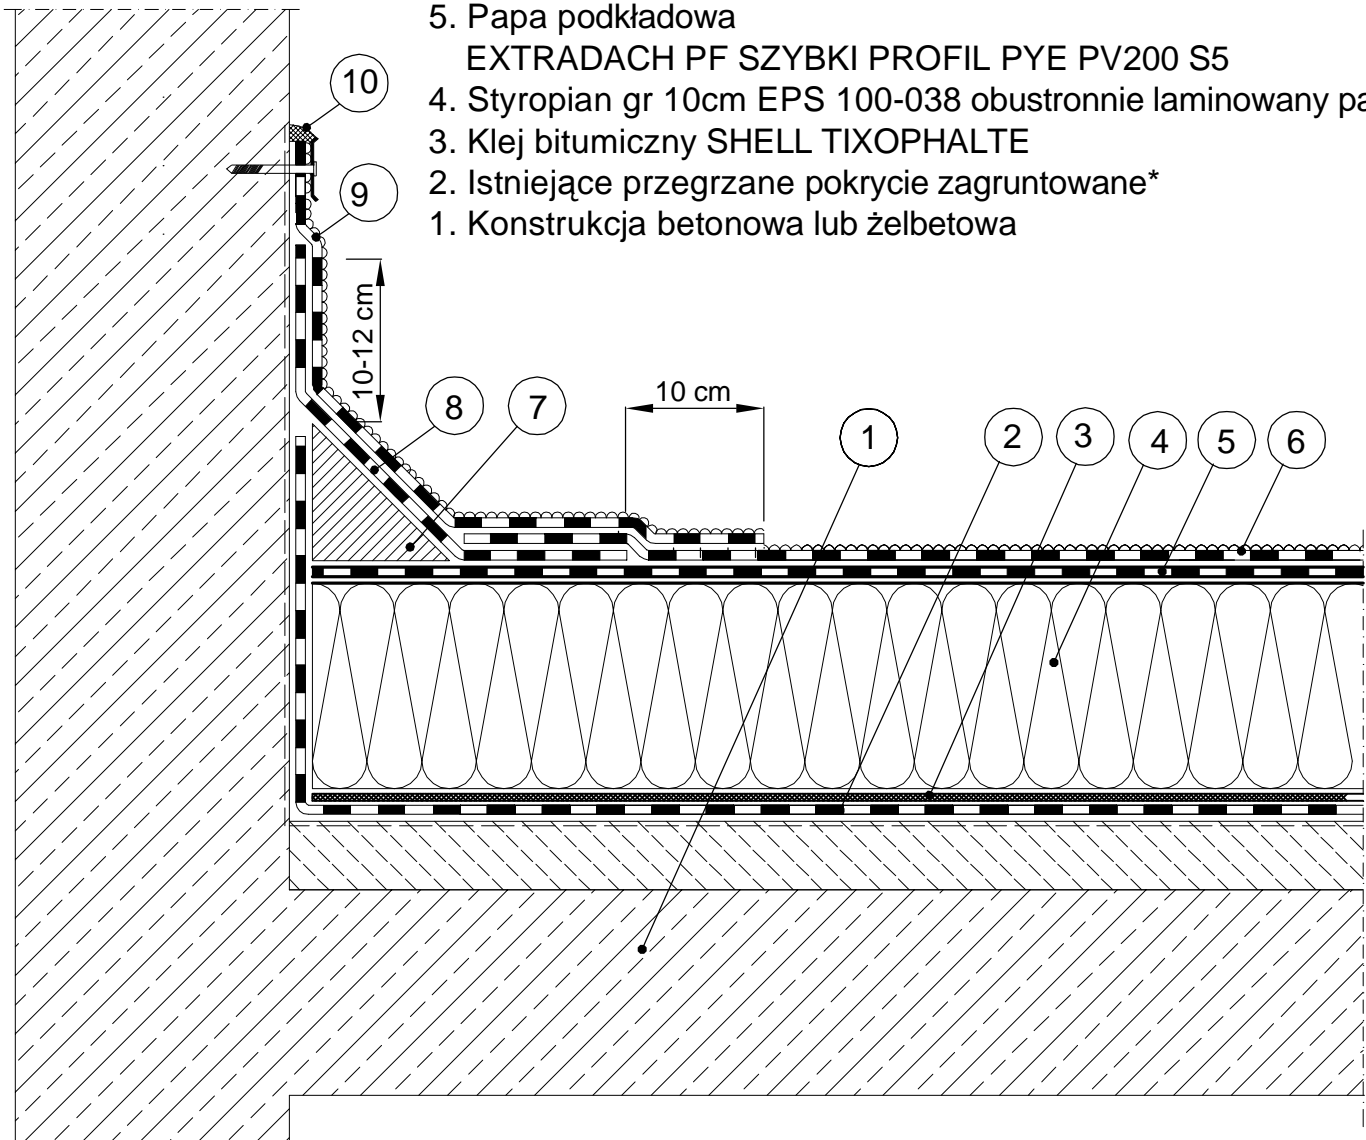 5. Papa podkładowa
EXTRADACH PF SZYBKI PROFIL PYE PV200 S5
4. Styropian gr 10cm EPS 100-038 obustronnie laminowany
3. Klej bitumiczny SHELL TIXOPHALTE
2. Istniejące przegrzane pokrycie zagruntowane*
1. Konstrukcja betonowa lub żelbetowa
10
9
10-12 cm
8
7
10 cm
1
2
3
4
5
6